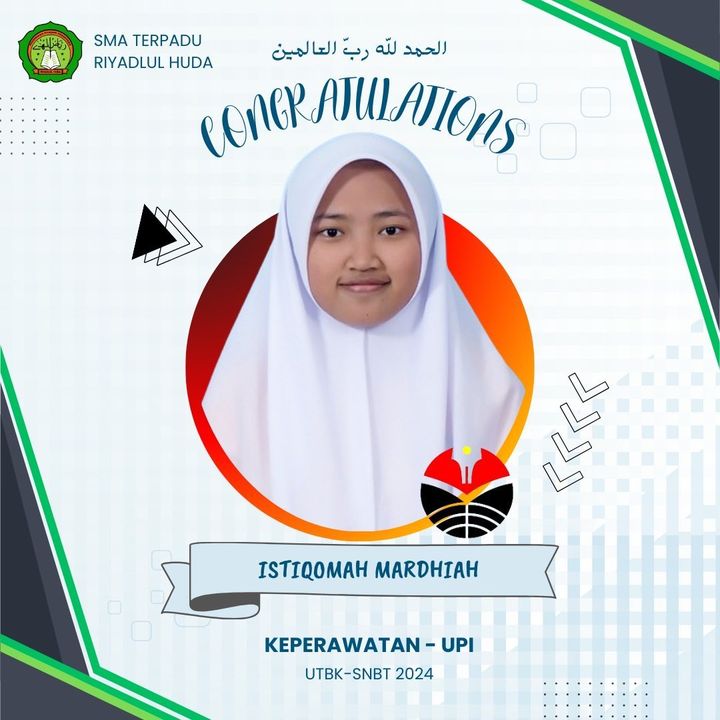 SMA TERPADU
RIYADLUL HUDA
الحمد لله ربّ العالمين
CONGRATULATIONS
ISTIQOMAH MARDHIAH
KEPERAWATAN - UPI
UTBK-SNBT 2024